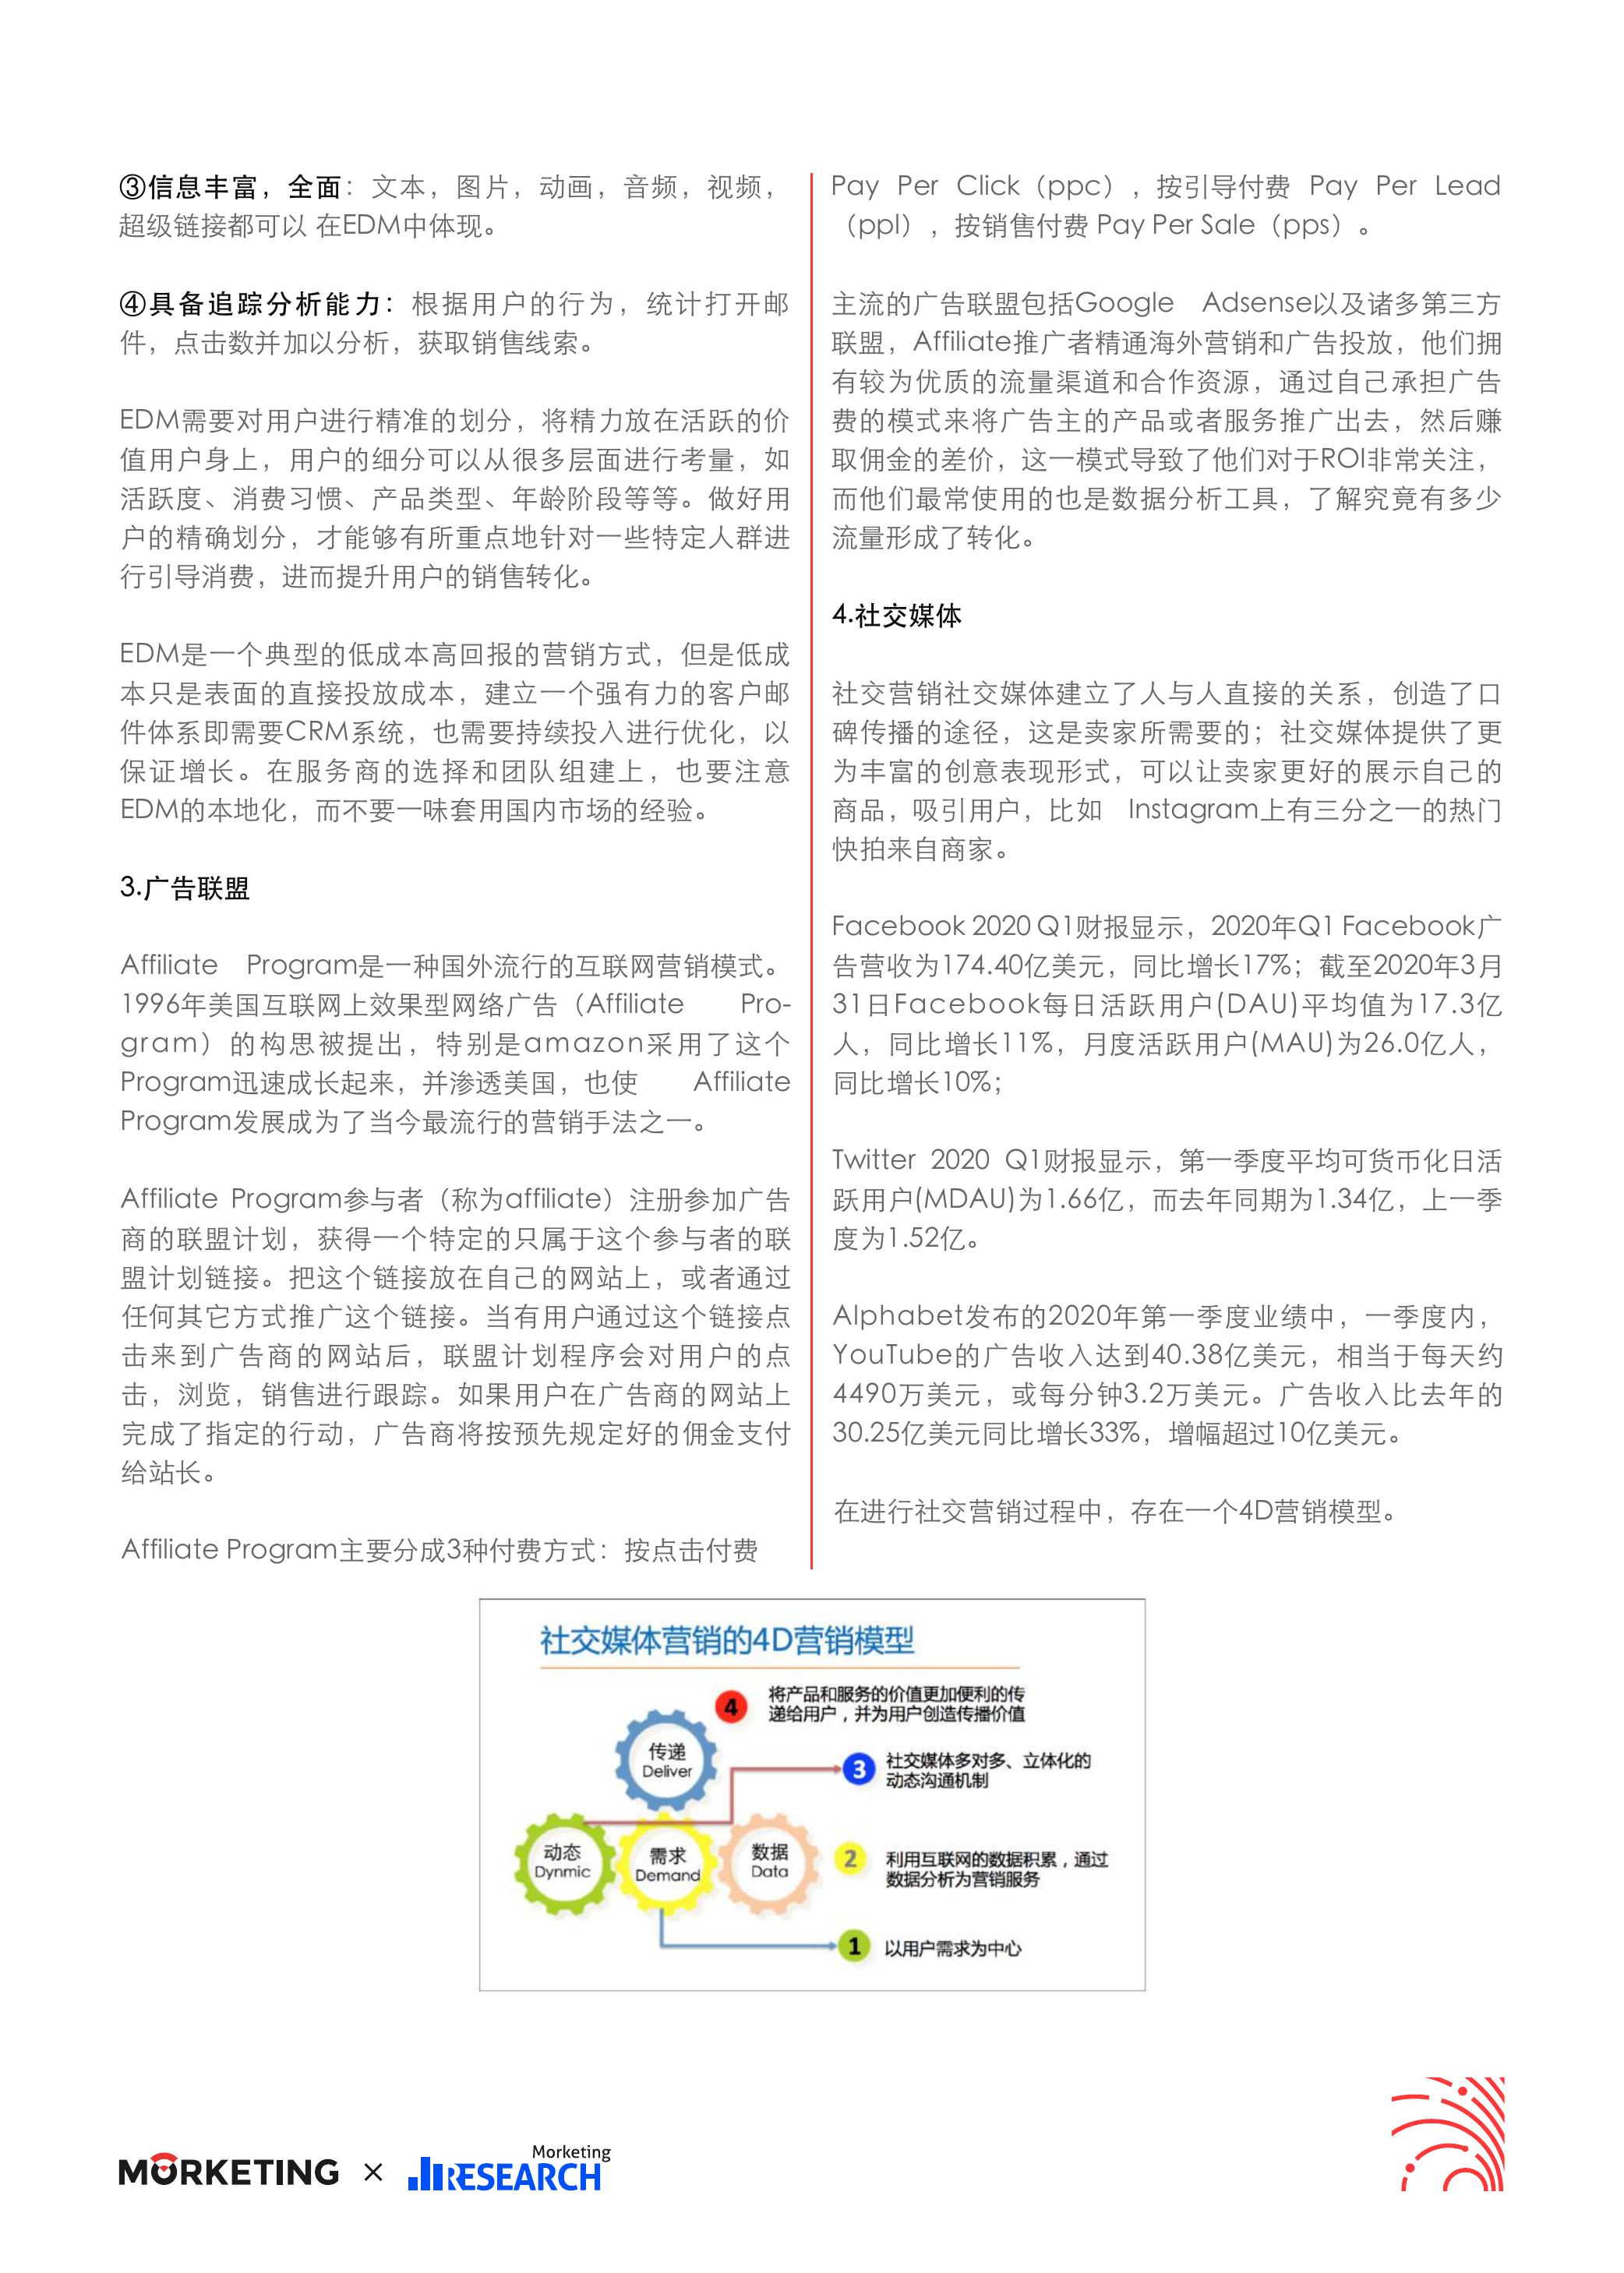 ③信息丰富，全面：文本，图片，动画，音频，视频，
超级链接都可以 在EDM中体现。
④具备追踪分析能力：根据用户的行为，统计打开邮
件，点击数并加以分析，获取销售线索。
EDM需要对用户进行精准的划分，将精力放在活跃的价
值用户身上，用户的细分可以从很多层面进行考量，如
活跃度、消费习惯、产品类型、年龄阶段等等。做好用
户的精确划分，才能够有所重点地针对一些特定人群进
行引导消费，进而提升用户的销售转化。
EDM是一个典型的低成本高回报的营销方式，但是低成
本只是表面的直接投放成本，建立一个强有力的客户邮
件体系即需要CRM系统，也需要持续投入进行优化，以
保证增长。在服务商的选择和团队组建上，也要注意
EDM的本地化，而不要一味套用国内市场的经验。
3.广告联盟
Affiliate Program是一种国外流行的互联网营销模式。
1996年美国互联网上效果型网络广告（Affiliate Pro-
gram）的构思被提出，特别是amazon采用了这个
Program迅速成长起来，并渗透美国，也使 Affiliate
Program发展成为了当今最流行的营销手法之一。
Affiliate Program参与者（称为affiliate）注册参加广告
商的联盟计划，获得一个特定的只属于这个参与者的联
盟计划链接。把这个链接放在自己的网站上，或者通过
任何其它方式推广这个链接。当有用户通过这个链接点
击来到广告商的网站后，联盟计划程序会对用户的点
击，浏览，销售进行跟踪。如果用户在广告商的网站上
完成了指定的行动，广告商将按预先规定好的佣金支付
给站长。
Affiliate Program主要分成3种付费方式：按点击付费
Pay Per Click（ppc），按引导付费 Pay Per Lead
（ppl），按销售付费 Pay Per Sale（pps）。
主流的广告联盟包括Google Adsense以及诸多第三方
联盟，Affiliate推广者精通海外营销和广告投放，他们拥
有较为优质的流量渠道和合作资源，通过自己承担广告
费的模式来将广告主的产品或者服务推广出去，然后赚
取佣金的差价，这一模式导致了他们对于ROI非常关注，
而他们最常使用的也是数据分析工具，了解究竟有多少
流量形成了转化。
4.社交媒体
社交营销社交媒体建立了人与人直接的关系，创造了口
碑传播的途径，这是卖家所需要的；社交媒体提供了更
为丰富的创意表现形式，可以让卖家更好的展示自己的
商品，吸引用户，比如 Instagram上有三分之一的热门
快拍来自商家。
Facebook 2020 Q1财报显示，2020年Q1 Facebook广
告营收为174.40亿美元，同比增长17%；截至2020年3月
31日Facebook每日活跃用户(DAU)平均值为17.3亿
人，同比增长11%，月度活跃用户(MAU)为26.0亿人，
同比增长10%；
Twitter 2020 Q1财报显示，第一季度平均可货币化日活
跃用户(MDAU)为1.66亿，而去年同期为1.34亿，上一季
度为1.52亿。
Alphabet发布的2020年第一季度业绩中，一季度内，
YouTube的广告收入达到40.38亿美元，相当于每天约
4490万美元，或每分钟3.2万美元。广告收入比去年的
30.25亿美元同比增长33%，增幅超过10亿美元。
在进行社交营销过程中，存在一个4D营销模型。
社交媒体营销的4D营销模型
4
将产品和服务的价值更加便利的传
递给用户，并为用户创造传播价值
传递
Deliver
3
社交媒体多对多、立体化的
动态沟通机制
动态
Dynmic
需求
Demand
数据
Data
2
利用互联网的数据积累，通过
数据分析为营销服务
1
以用户需求为中心
MORKETING × Morketing
RESEARCH